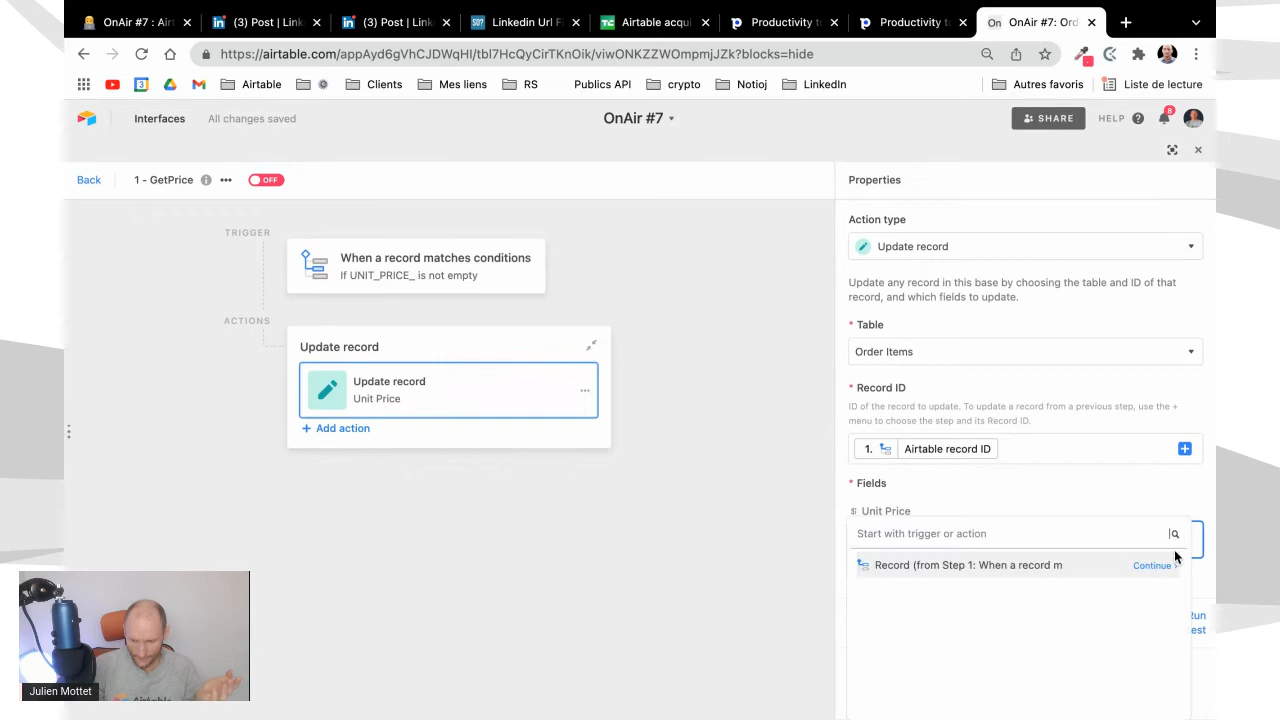 OnAir #7 : Airt
(3) Post | Link
(3) Post | Link
Linkedin Url F
Airtable acqui
Productivity to
Productivity to
On OnAir #7: Ord
https://airtable.com/appAyd6gVhCJDWqHI/tbl7HcQyCirTKnOik/viwONKZZWOmpmjJZk?blocks=hide
Airtable
Clients
Mes liens
RS
Publics API
crypto
Notioj
LinkedIn
Autres favoris
Liste de lecture
Interfaces
All changes saved
OnAir #7
SHARE
HELP
8
Back
1 - GetPrice
OFF
Properties
TRIGGER
When a record matches conditions
If UNIT_PRICE_ is not empty
ACTIONS
Update record
Update record
Unit Price
+ Add action
Action type
Update record
Update any record in this base by choosing the table and ID of that
record, and which fields to update.
* Table
Order Items
* Record ID
ID of the record to update. To update a record from a previous step, use the +
menu to choose the step and its Record ID.
1. Airtable record ID
* Fields
Unit Price
Start with trigger or action
Record (from Step 1: When a record m
Continue ›
Run
test
Julien Mottet
Airtable